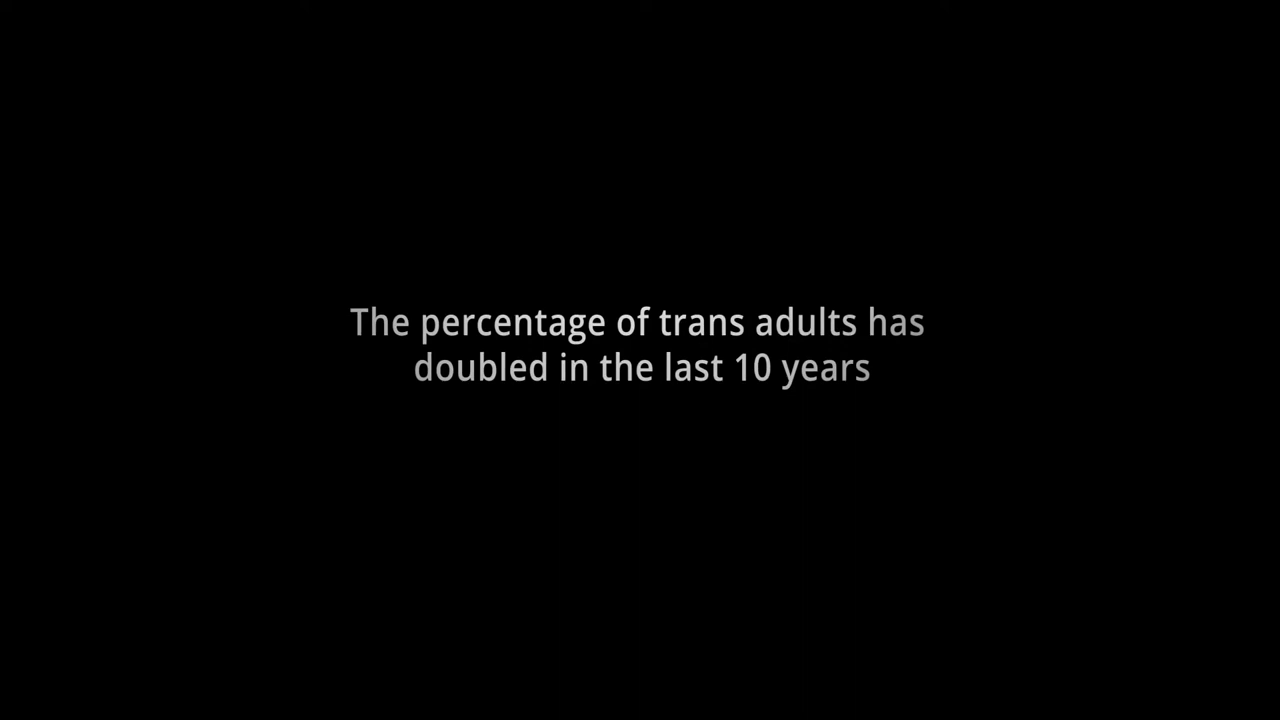 The percentage of trans adults has
doubled in the last 10 years